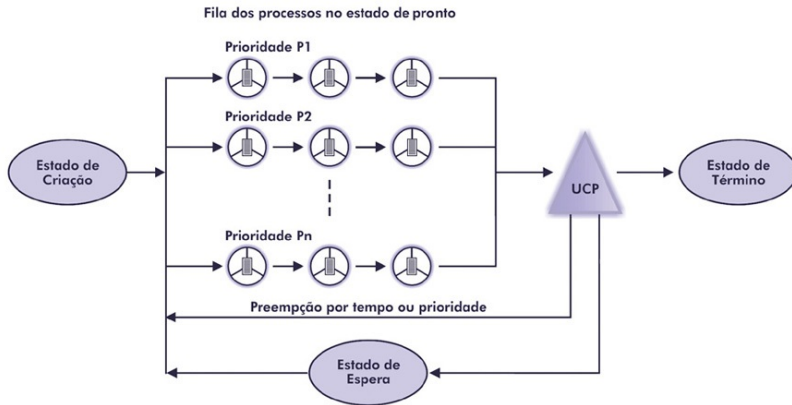 Fila dos processos no estado de pronto
Prioridade P1
Prioridade P2
Estado de
Criação
UCP
Estado de
Término
Prioridade Pn
Preempção por tempo ou prioridade
Estado de
Espera